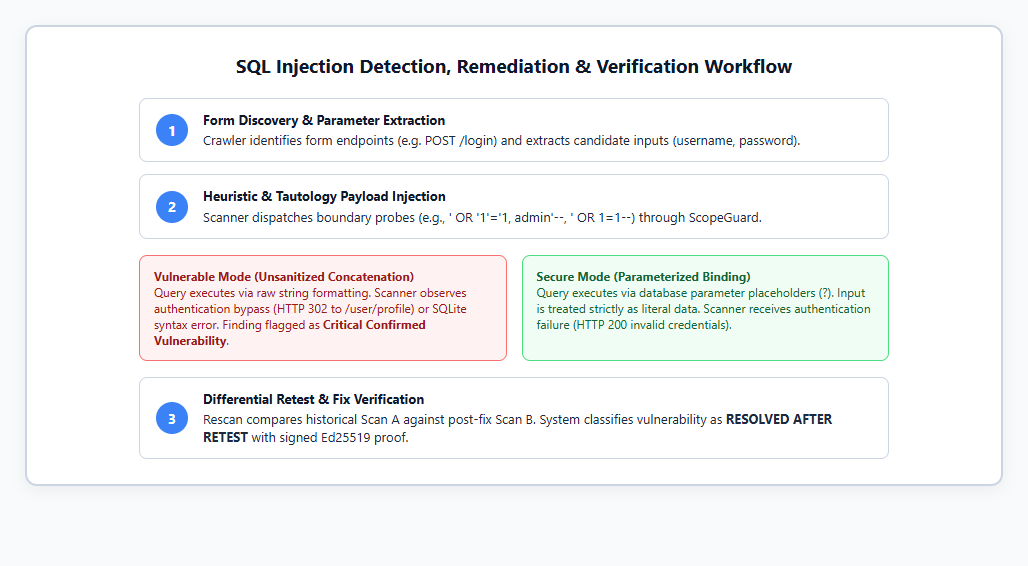 SQL Injection Detection, Remediation & Verification Workflow
1
Form Discovery & Parameter Extraction
Crawler identifies form endpoints (e.g. POST /login) and extracts candidate inputs (username, password).
2
Heuristic & Tautology Payload Injection
Scanner dispatches boundary probes (e.g., ' OR '1'='1, admin'--, ' OR 1=1--) through ScopeGuard.
Vulnerable Mode (Unsanitized Concatenation)
Query executes via raw string formatting. Scanner observes
authentication bypass (HTTP 302 to /user/profile) or SQLite
syntax error. Finding flagged as Critical Confirmed
Vulnerability.
Secure Mode (Parameterized Binding)
Query executes via database parameter placeholders (?). Input
is treated strictly as literal data. Scanner receives authentication
failure (HTTP 200 invalid credentials).
3
Differential Retest & Fix Verification
Rescan compares historical Scan A against post-fix Scan B. System classifies vulnerability as RESOLVED AFTER
RETEST with signed Ed25519 proof.